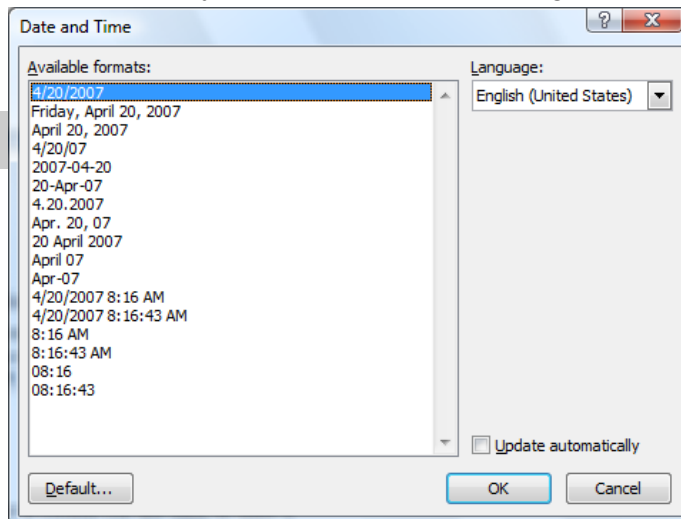 Date and Time
Available formats:
Language:
4/20/2007
English (United States)
Friday, April 20, 2007
April 20, 2007
4/20/07
2007-04-20
20-Apr-07
4.20.2007
Apr. 20, 07
20 April 2007
April 07
Apr-07
4/20/2007 8:16 AM
4/20/2007 8:16:43 AM
8:16 AM
8:16:43 AM
08:16
08:16:43
Update automatically
Default...
OK
Cancel